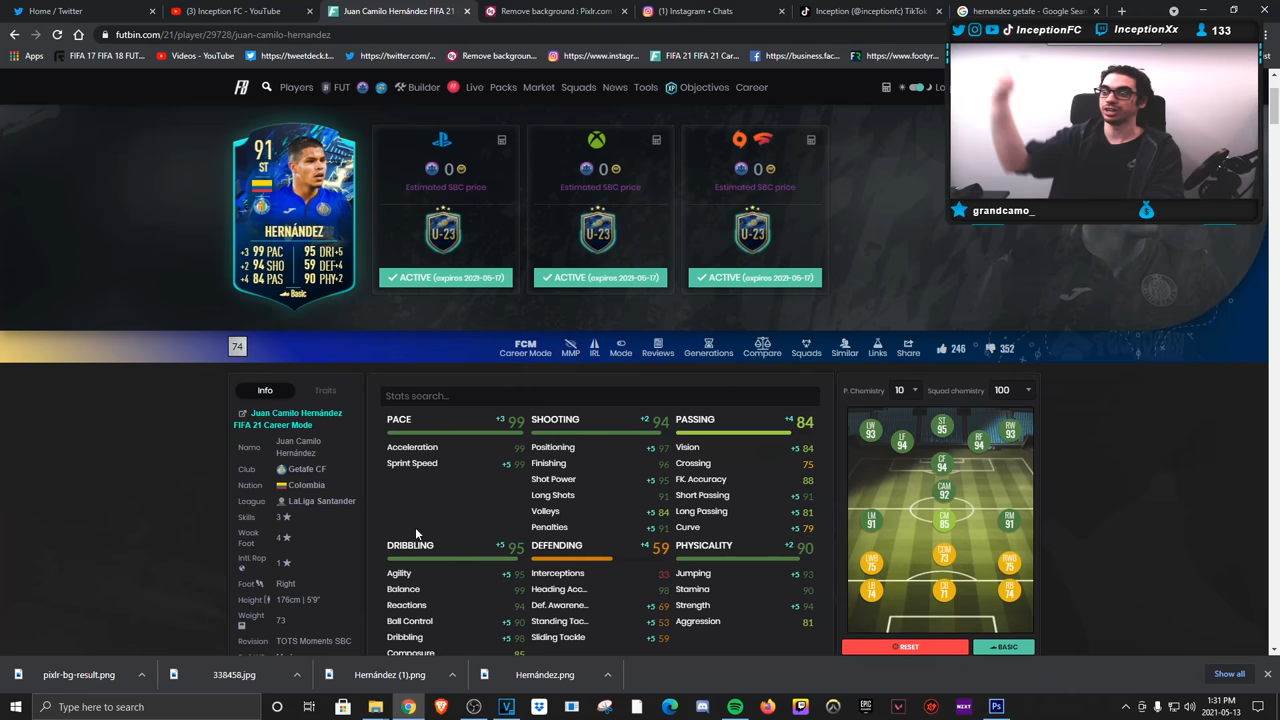 Home / Twitter
(3) Inception FC - YouTube
Juan Camilo Hernández FIFA 21
Remove background : Pixlr.com
Instagram • Chats
Inception (@inceptionfc) TikTok
hernandez getafe - Google Sear
futbin.com/21/player/29728/juan-camilo-hernandez
Apps
FIFA 17 FIFA 18 FUT...
Videos - YouTube
https://tweetdeck.t...
Remove backgroun...
https://www.instagr...
FIFA 21 FIFA 21 Car...
https://business.fac...
https://www.footyr...
InceptionFC
InceptionXx
133
grandcamo_
Players
FUT
Builder
Live
Packs
Market
Squads
News
Tools
Objectives
Career
91
ST
HERNÁNDEZ
+3 99 PAC
95 DRI+5
+2 94 SHO
59 DEF+4
+4 84 PAS
90 PHY+2
Basic
0
Estimated SBC price
U-23
ACTIVE (expires 2021-05-17)
0
Estimated SBC price
U-23
ACTIVE (expires 2021-05-17)
0
Estimated SBC price
U-23
ACTIVE (expires 2021-05-17)
74
FCM
Career Mode
MMP
IRL
Mode
Reviews
Generations
Compare
Squads
Similar
Links
Share
246
352
Info
Traits
Juan Camilo Hernández
FIFA 21 Career Mode
Name
Juan Camilo
Hernández
Club
Getafe CF
Nation
Colombia
League
LaLiga Santander
Skills
3
Weak
Foot
4
Intl. Rep
1
Foot
Right
Height
176cm | 5'9"
Weight
73
Revision
TOTS Moments SBC
Stats search...
PACE +3 99
Acceleration 99
Sprint Speed +5 99
SHOOTING +2 94
Positioning +5 97
Finishing 96
Shot Power +5 95
Long Shots 91
Volleys +5 84
Penalties +5 91
PASSING +4 84
Vision +5 84
Crossing 75
FK. Accuracy 88
Short Passing +5 91
Long Passing +5 81
Curve +5 79
DRIBBLING +5 95
Agility +5 95
Balance 99
Reactions 94
Ball Control +5 90
Dribbling +5 98
Composure 85
DEFENDING +4 59
Interceptions 33
Heading Acc... 98
Def. Awarene... +5 69
Standing Tac... +5 53
Sliding Tackle +5 59
PHYSICALITY +2 90
Jumping +5 93
Stamina 90
Strength +5 94
Aggression 81
P. Chemistry
10
Squad chemistry
100
LW
93
ST
95
RW
93
LF
94
RF
94
CF
94
CAM
92
LM
91
CM
85
RM
91
LWB
75
CDM
73
RWB
75
LB
74
CB
71
RB
74
RESET
BASIC
pixlr-bg-result.png
338458.jpg
Hernández (1).png
Hernández.png
Show all
Type here to search
1:31 PM
2021-05-13